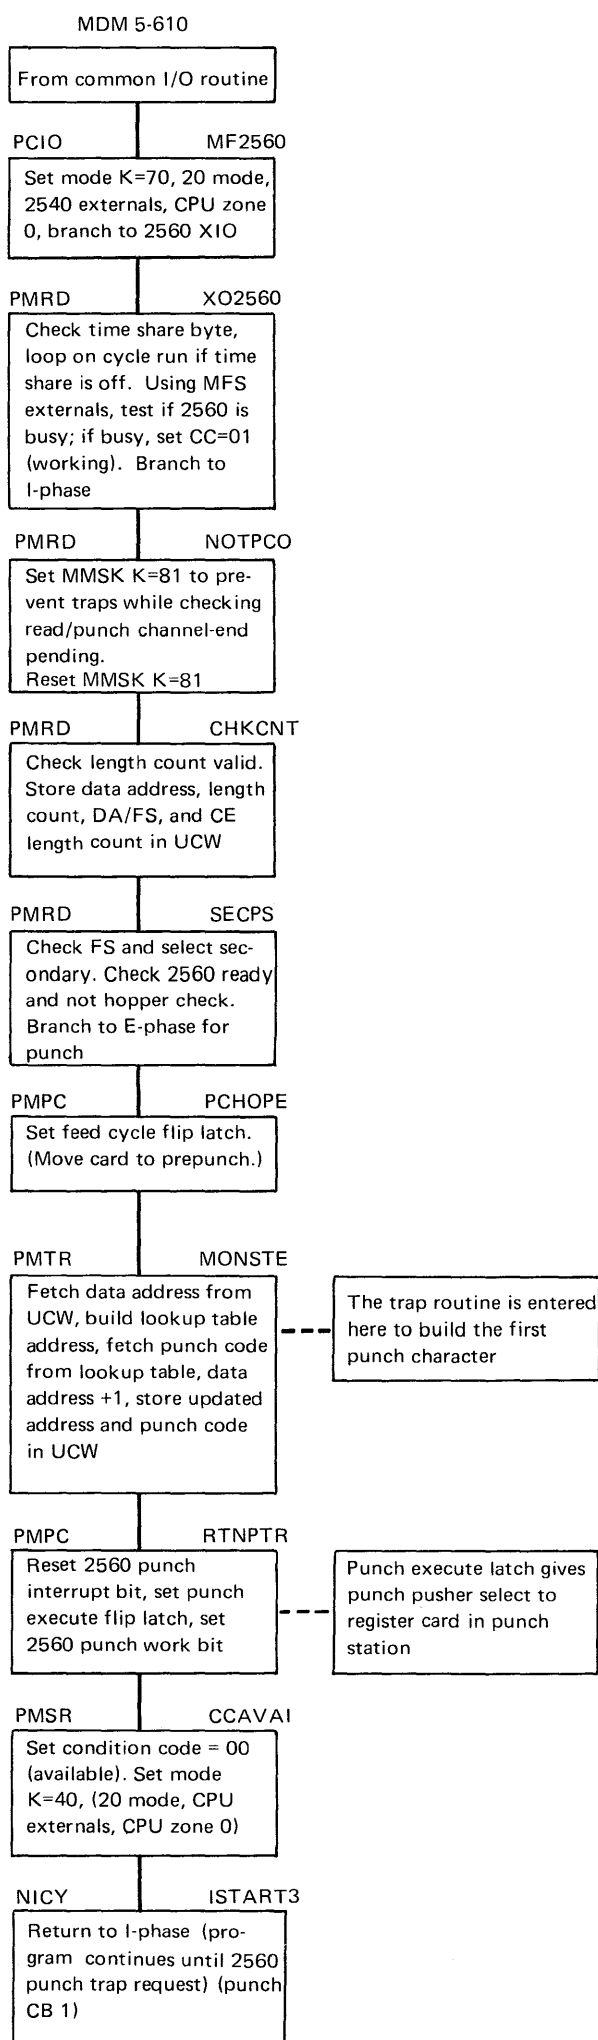 MDM 5-610
From common I/O routine
PCIO MF2560
Set mode K=70, 20 mode,
2540 externals, CPU zone
0, branch to 2560 XIO
PMRD XO2560
Check time share byte,
loop on cycle run if time
share is off. Using MFS
externals, test if 2560 is
busy; if busy, set CC=01
(working). Branch to
I-phase
PMRD NOTPCO
Set MMSK K=81 to pre-
vent traps while checking
read/punch channel-end
pending.
Reset MMSK K=81
PMRD CHKCNT
Check length count valid.
Store data address, length
count, DA/FS, and CE
length count in UCW
PMRD SECPS
Check FS and select sec-
ondary. Check 2560 ready
and not hopper check.
Branch to E-phase for
punch
PMPC PCHOPE
Set feed cycle flip latch.
(Move card to prepunch.)
PMTR MONSTE
Fetch data address from
UCW, build lookup table
address, fetch punch code
from lookup table, data
address +1, store updated
address and punch code
in UCW
The trap routine is entered
here to build the first
punch character
PMPC RTNPTR
Reset 2560 punch
interrupt bit, set punch
execute flip latch, set
2560 punch work bit
Punch execute latch gives
punch pusher select to
register card in punch
station
PMSR CCAVAI
Set condition code = 00
(available). Set mode
K=40, (20 mode, CPU
externals, CPU zone 0)
NICY ISTART3
Return to I-phase (pro-
gram continues until 2560
punch trap request) (punch
CB 1)